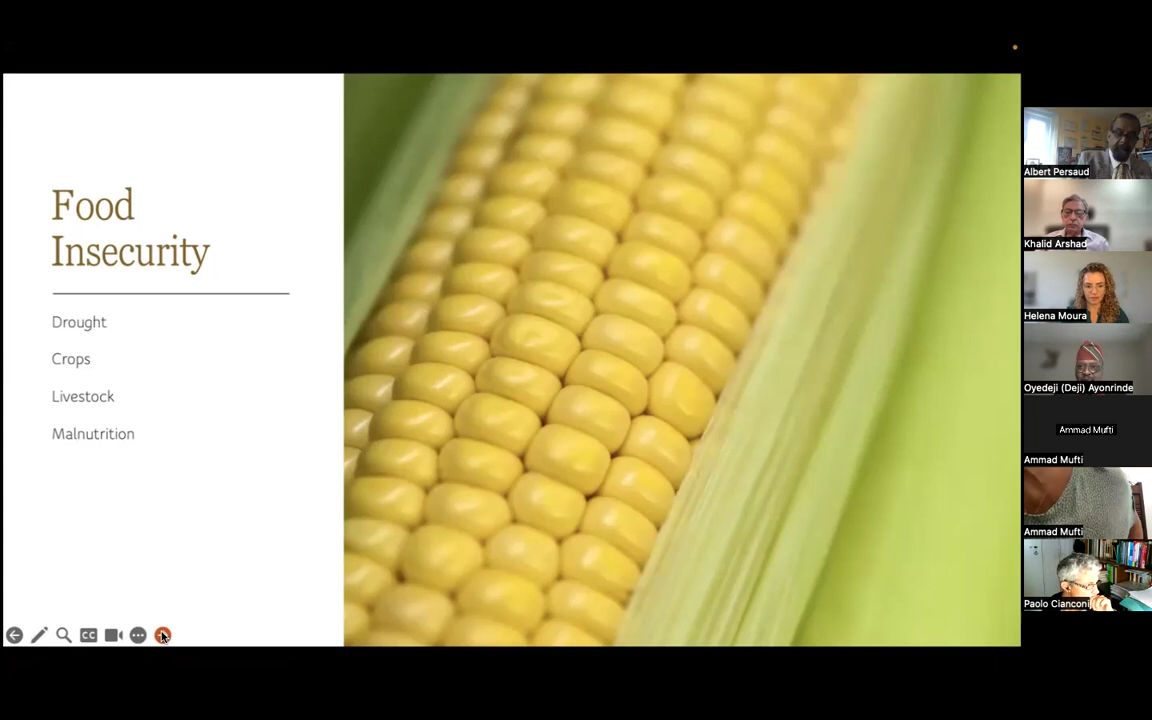 Food
Insecurity
Drought
Crops
Livestock
Malnutrition
CC
Albert Persaud
Khalid Arshad
Helena Moura
Oyedeji (Deji) Ayonrinde
Ammad Mufti
Ammad Mufti
Ammad Mufti
Paolo Cianconi